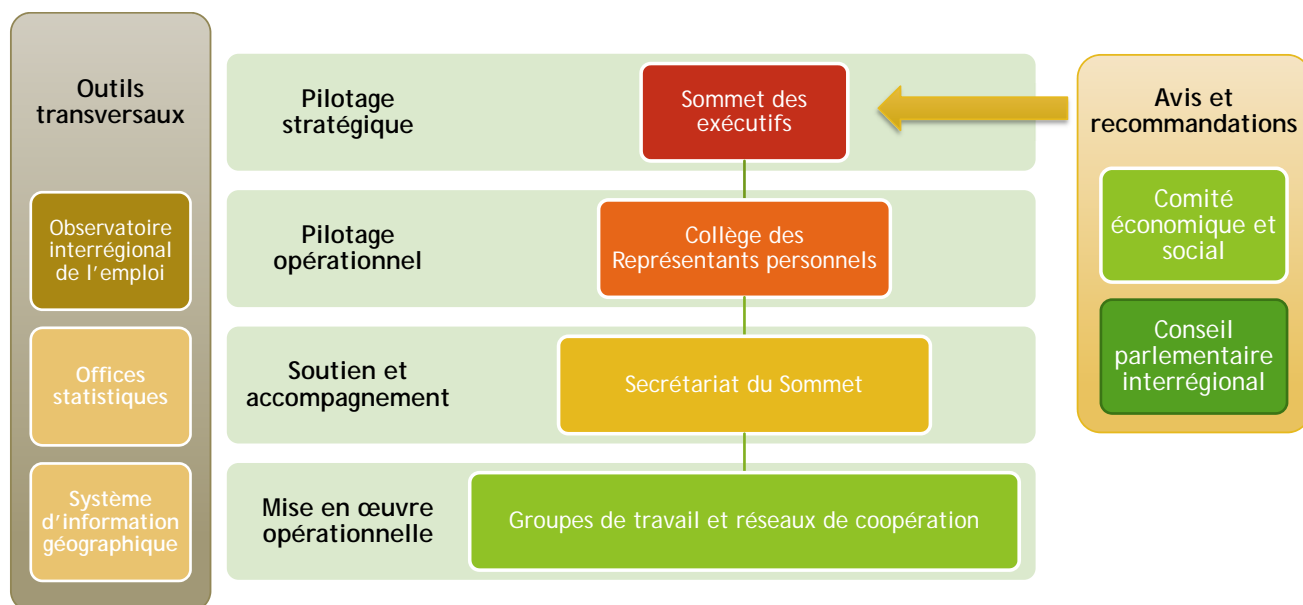 Outils
transversaux
Observatoire
interrégional
de l'emploi
Offices
statistiques
Système
d'information
géographique
Pilotage
stratégique
Sommet des
exécutifs
Pilotage
opérationnel
Collège des
Représentants personnels
Soutien et
accompagnement
Secrétariat du Sommet
Mise en œuvre
opérationnelle
Groupes de travail et réseaux de coopération
Avis et
recommandations
Comité
économique et
social
Conseil
parlementaire
interrégional